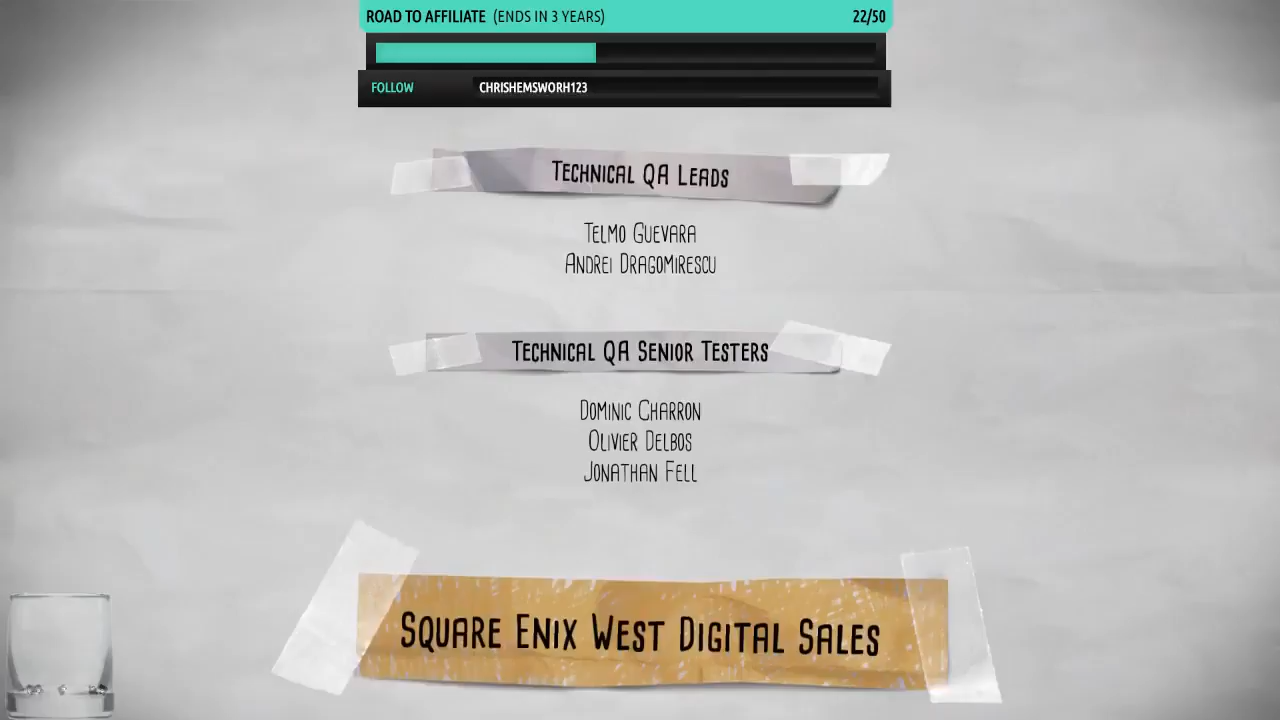 ROAD TO AFFILIATE (ENDS IN 3 YEARS) 22/50
FOLLOW CHRISHEMSWORH123
TECHNICAL QA LEADS
TELMO GUEVARA
ANDREI DRAGOMIRESCU
TECHNICAL QA SENIOR TESTERS
DOMINIC CHARRON
OLIVIER DELBOS
JONATHAN FELL
SQUARE ENIX WEST DIGITAL SALES